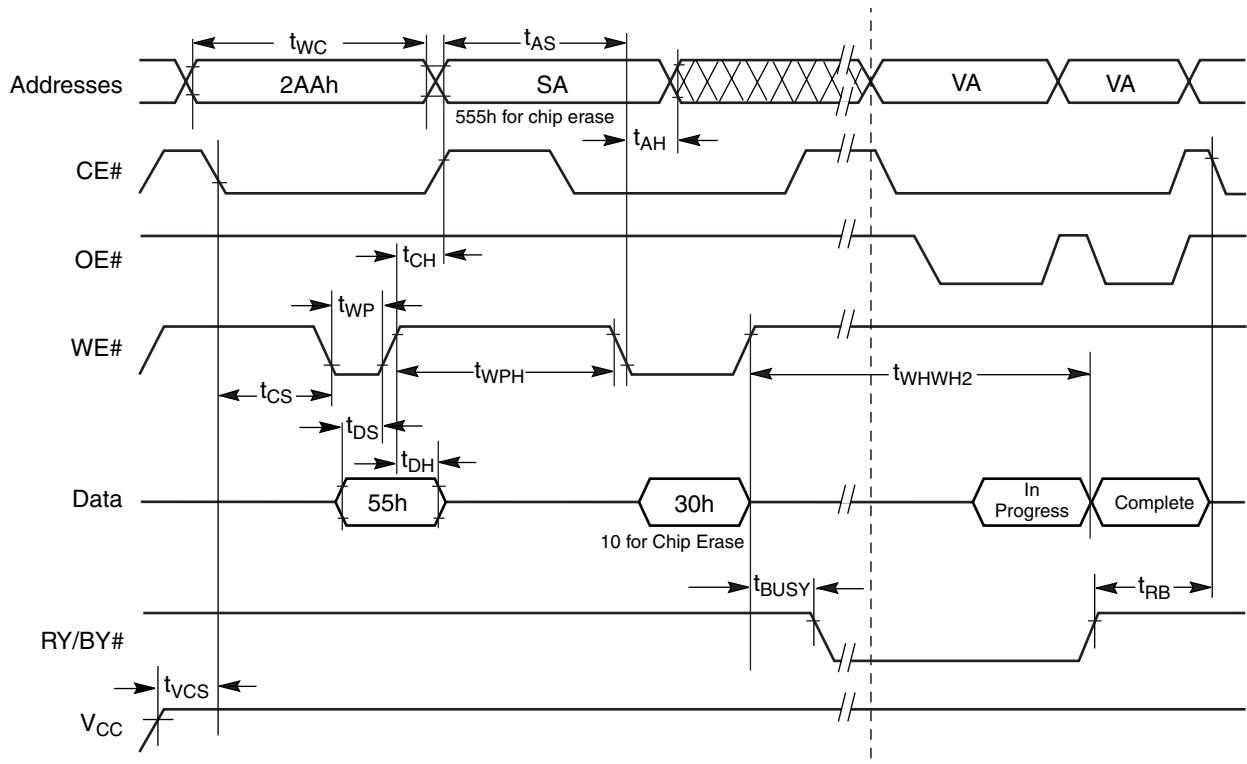 tWC
tAS
Addresses
2AAh
SA
VA
VA
555h for chip erase
tAH
CE#
OE#
tCH
tWP
WE#
tWPH
tWHWH2
tCS
tDS
tDH
Data
55h
30h
In
Progress
Complete
10 for Chip Erase
tBUSY
tRB
RY/BY#
tVCS
VCC